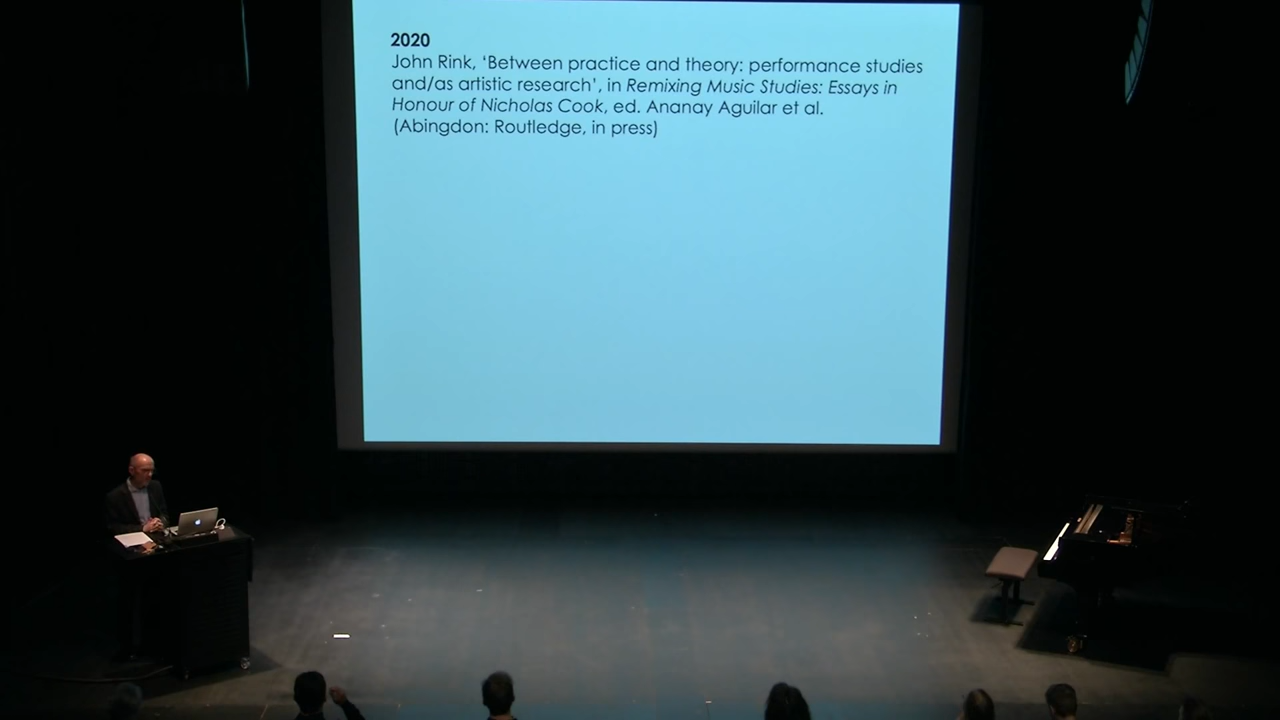 2020
John Rink, ‘Between practice and theory: performance studies
and/as artistic research’, in Remixing Music Studies: Essays in
Honour of Nicholas Cook, ed. Ananay Aguilar et al.
(Abingdon: Routledge, in press)